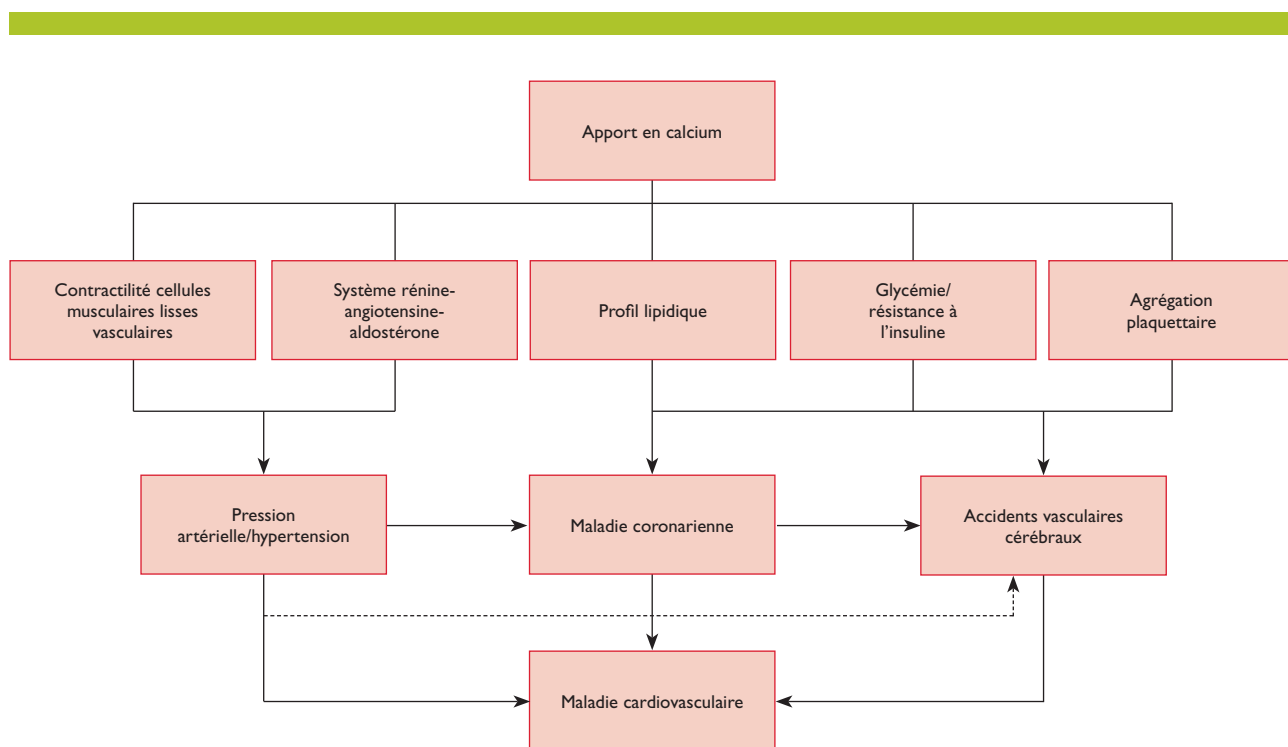 Apport en calcium
Contractilité cellules
musculaires lisses
vasculaires
Système rénine-
angiotensine-
aldostérone
Profil lipidique
Glycémie/
résistance à
l’insuline
Agrégation
plaquettaire
Pression
artérielle/hypertension
Maladie coronarienne
Accidents vasculaires
cérébraux
Maladie cardiovasculaire